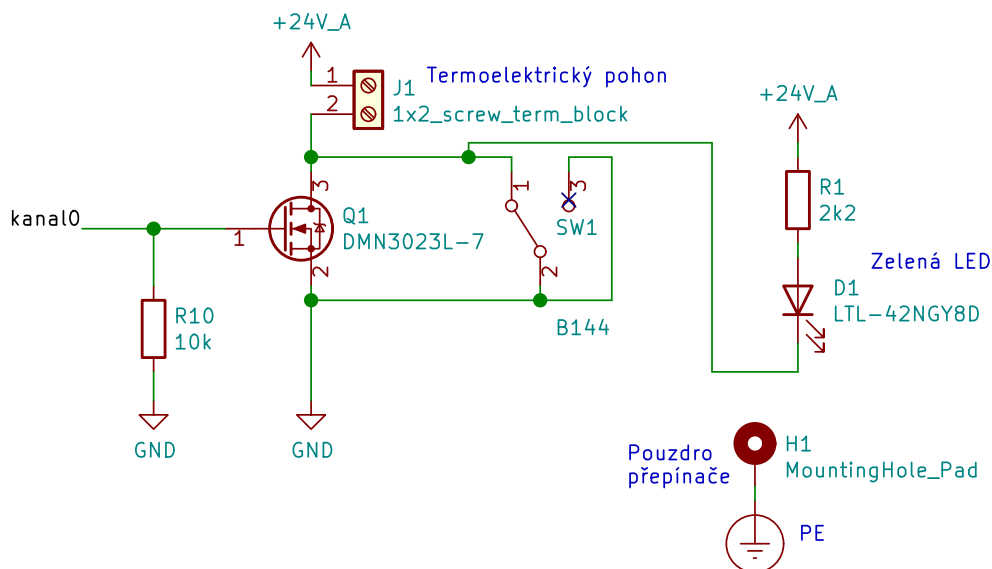 +24V_A
1
2
J1
Termoelektrický pohon
1x2_screw_term_block
+24V_A
kanal0
1
3
Q1
DMN3023L-7
2
1
3
SW1
2
B144
R1
2k2
Zelená LED
D1
LTL-42NGY8D
R10
10k
GND
GND
Pouzdro
přepínače
H1
MountingHole_Pad
PE